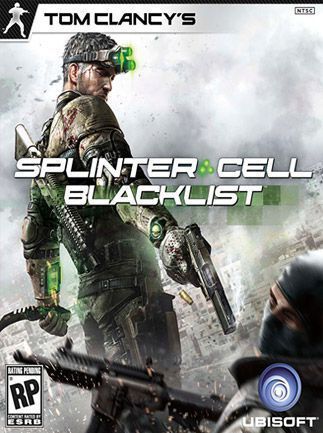 NTSC
TOM CLANCY'S
SPLINTER CELL
BLACKLIST
RATING PENDING
RP
CONTENT RATED BY
ESRB
UBISOFT